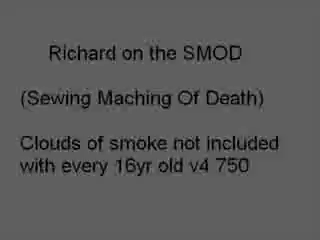 Richard on the SMOD
(Sewing Maching Of Death)
Clouds of smoke not included
with every 16yr old v4 750